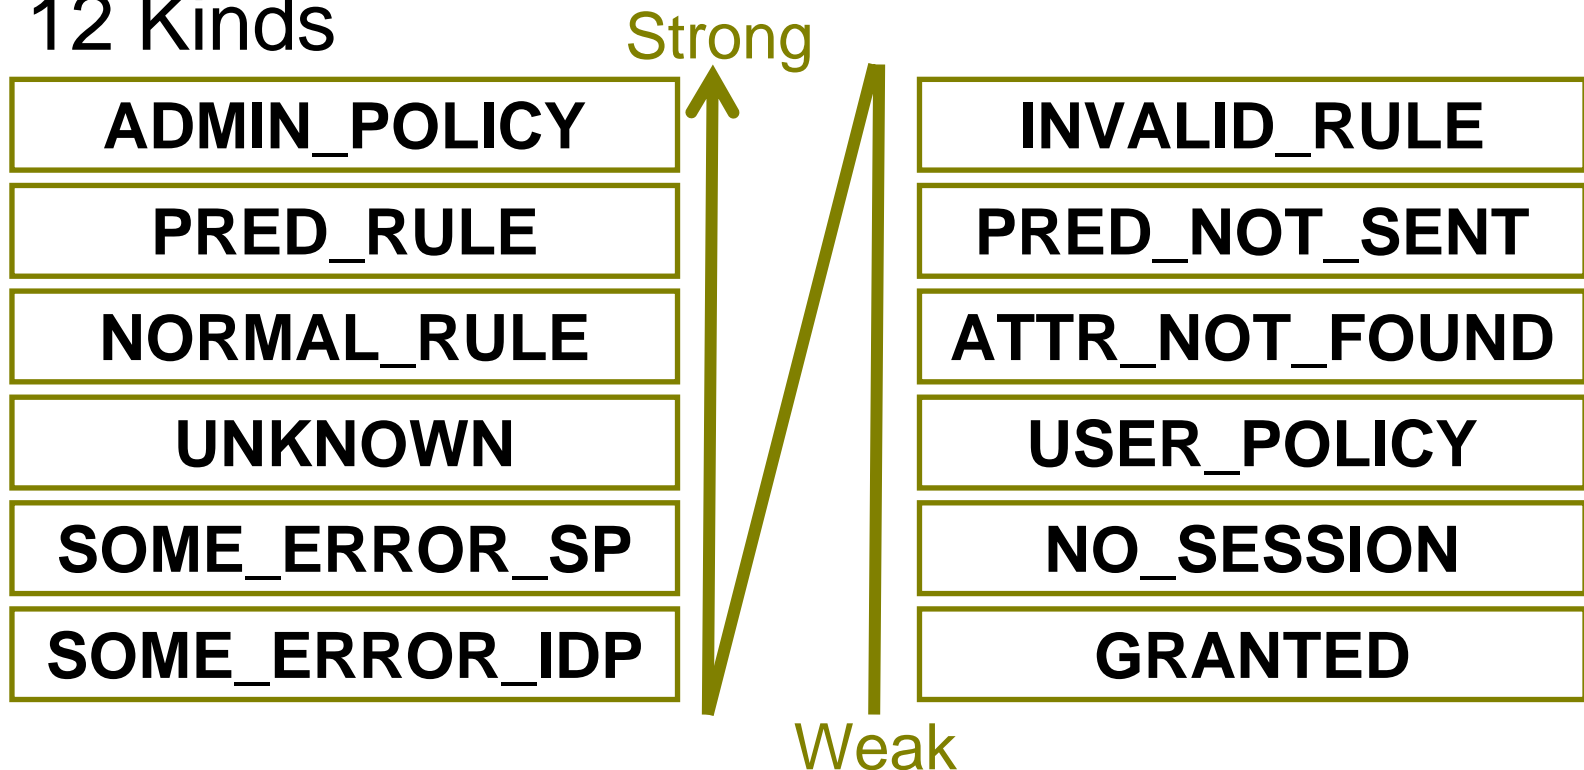 12 Kinds
Strong
ADMIN_POLICY
PRED_RULE
NORMAL_RULE
UNKNOWN
SOME_ERROR_SP
SOME_ERROR_IDP
INVALID_RULE
PRED_NOT_SENT
ATTR_NOT_FOUND
USER_POLICY
NO_SESSION
GRANTED
Weak